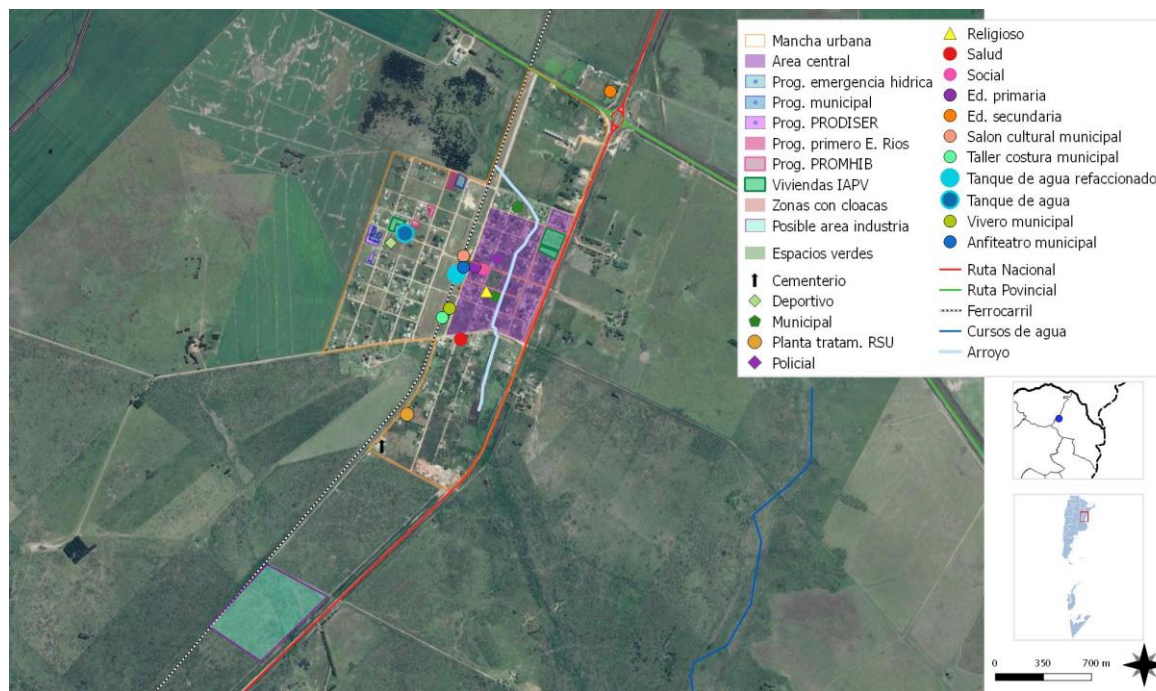 Mancha urbana
Area central
Prog. emergencia hidrica
Prog. municipal
Prog. PRODISER
Prog. primero E. Rios
Prog. PROMHIB
Viviendas IAPV
Zonas con cloacas
Posible area industria
Espacios verdes
Cementerio
Deportivo
Municipal
Planta tratam. RSU
Policial
Religioso
Salud
Social
Ed. primaria
Ed. secundaria
Salon cultural municipal
Taller costura municipal
Tanque de agua refaccionado
Tanque de agua
Vivero municipal
Anfiteatro municipal
Ruta Nacional
Ruta Povincial
Ferrocarril
Cursos de agua
Arroyo
0 350 700 m